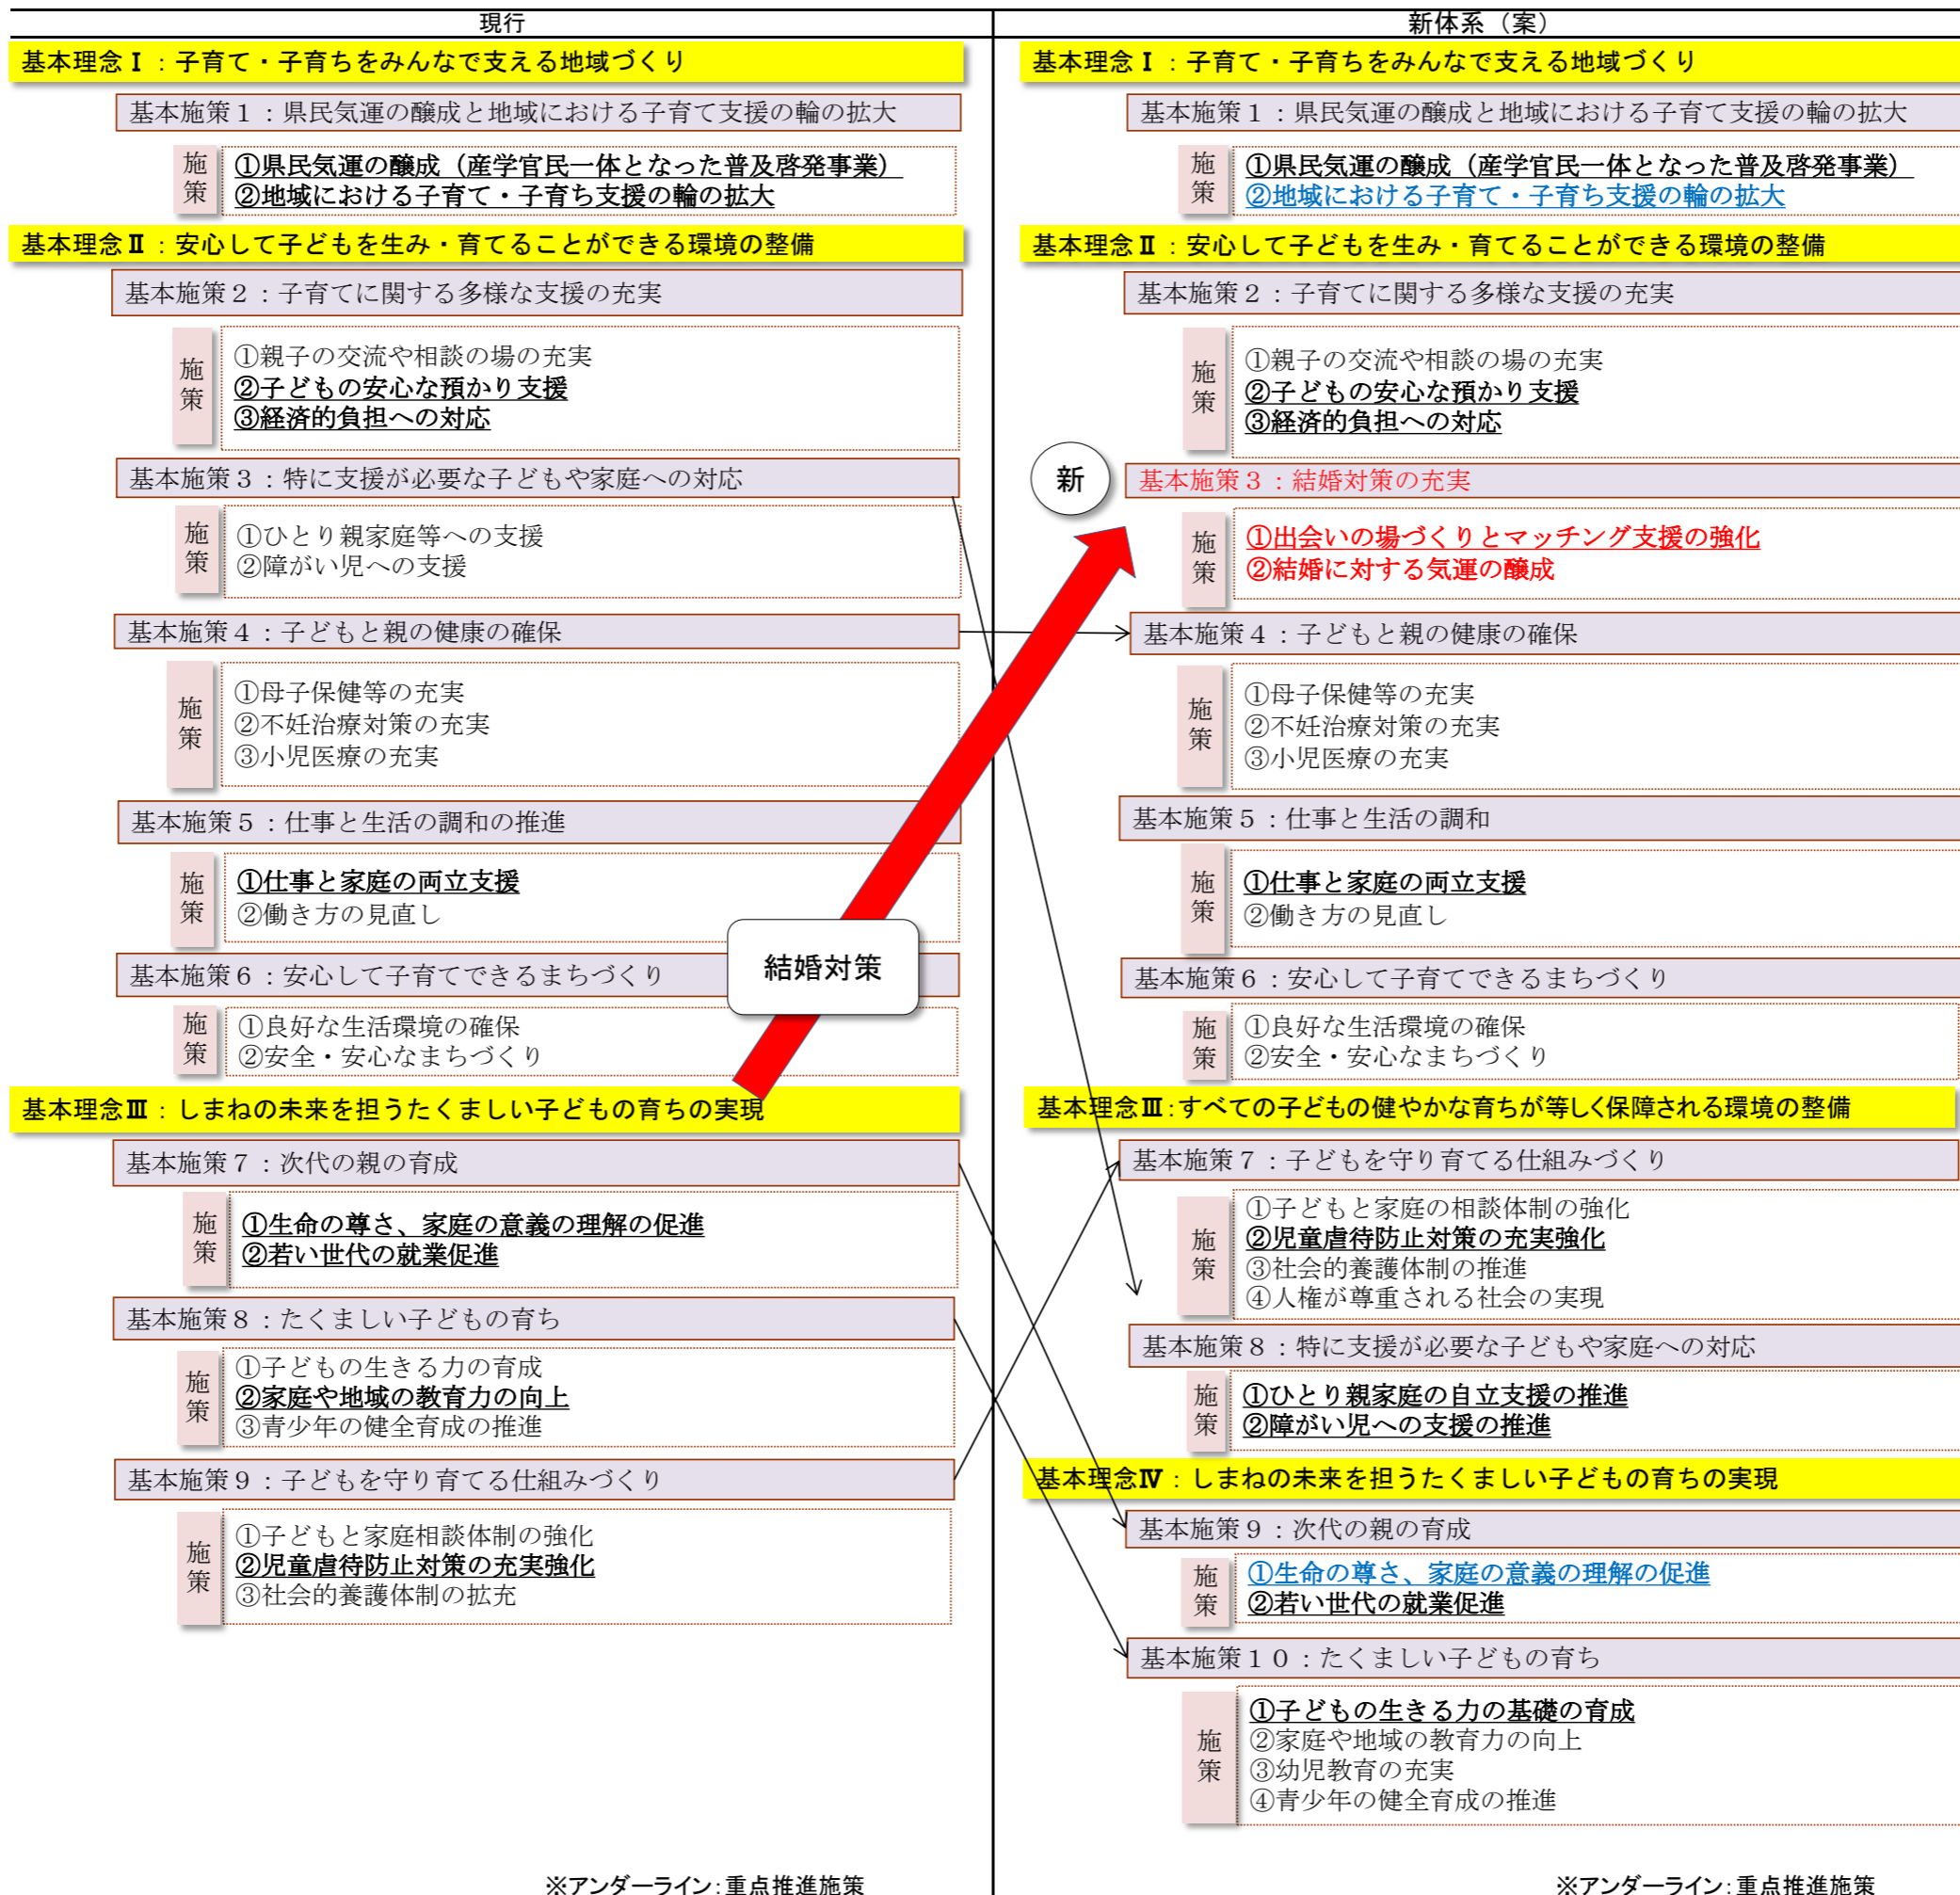 現行
基本理念Ⅰ：子育て・子育ちをみんなで支える地域づくり
基本施策１：県民気運の醸成と地域における子育て支援の輪の拡大
施策
①県民気運の醸成（産学官民一体となった普及啓発事業）
②地域における子育て・子育ち支援の輪の拡大
基本理念Ⅱ：安心して子どもを生み・育てることができる環境の整備
基本施策２：子育てに関する多様な支援の充実
施策
①親子の交流や相談の場の充実
②子どもの安心な預かり支援
③経済的負担への対応
基本施策３：特に支援が必要な子どもや家庭への対応
施策
①ひとり親家庭等への支援
②障がい児への支援
基本施策４：子どもと親の健康の確保
施策
①母子保健等の充実
②不妊治療対策の充実
③小児医療の充実
基本施策５：仕事と生活の調和の推進
施策
①仕事と家庭の両立支援
②働き方の見直し
結婚対策
基本施策６：安心して子育てできるまちづくり
施策
①良好な生活環境の確保
②安全・安心なまちづくり
基本理念Ⅲ：しまねの未来を担うたくましい子どもの育ちの実現
基本施策７：次代の親の育成
施策
①生命の尊さ、家庭の意義の理解の促進
②若い世代の就業促進
基本施策８：たくましい子どもの育ち
施策
①子どもの生きる力の育成
②家庭や地域の教育力の向上
③青少年の健全育成の推進
基本施策９：子どもを守り育てる仕組みづくり
施策
①子どもと家庭相談体制の強化
②児童虐待防止対策の充実強化
③社会的養護体制の拡充
※アンダーライン：重点推進施策
新体系（案）
基本理念Ⅰ：子育て・子育ちをみんなで支える地域づくり
基本施策１：県民気運の醸成と地域における子育て支援の輪の拡大
施策
①県民気運の醸成（産学官民一体となった普及啓発事業）
②地域における子育て・子育ち支援の輪の拡大
基本理念Ⅱ：安心して子どもを生み・育てることができる環境の整備
基本施策２：子育てに関する多様な支援の充実
施策
①親子の交流や相談の場の充実
②子どもの安心な預かり支援
③経済的負担への対応
新
基本施策３：結婚対策の充実
施策
①出会いの場づくりとマッチング支援の強化
②結婚に対する気運の醸成
基本施策４：子どもと親の健康の確保
施策
①母子保健等の充実
②不妊治療対策の充実
③小児医療の充実
基本施策５：仕事と生活の調和
施策
①仕事と家庭の両立支援
②働き方の見直し
基本施策６：安心して子育てできるまちづくり
施策
①良好な生活環境の確保
②安全・安心なまちづくり
基本理念Ⅲ：すべての子どもの健やかな育ちが等しく保障される環境の整備
基本施策７：子どもを守り育てる仕組みづくり
施策
①子どもと家庭の相談体制の強化
②児童虐待防止対策の充実強化
③社会的養護体制の推進
④人権が尊重される社会の実現
基本施策８：特に支援が必要な子どもや家庭への対応
施策
①ひとり親家庭の自立支援の推進
②障がい児への支援の推進
基本理念Ⅳ：しまねの未来を担うたくましい子どもの育ちの実現
基本施策９：次代の親の育成
施策
①生命の尊さ、家庭の意義の理解の促進
②若い世代の就業促進
基本施策１０：たくましい子どもの育ち
施策
①子どもの生きる力の基礎の育成
②家庭や地域の教育力の向上
③幼児教育の充実
④青少年の健全育成の推進
※アンダーライン：重点推進施策